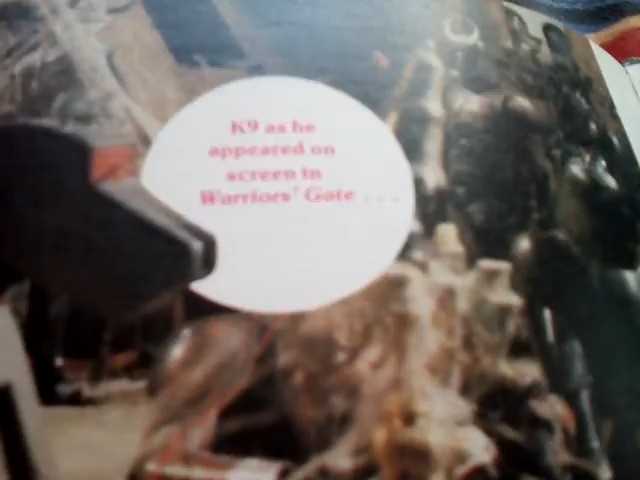 K9 as he
appeared on
screen in
Warriors' Gate . . .